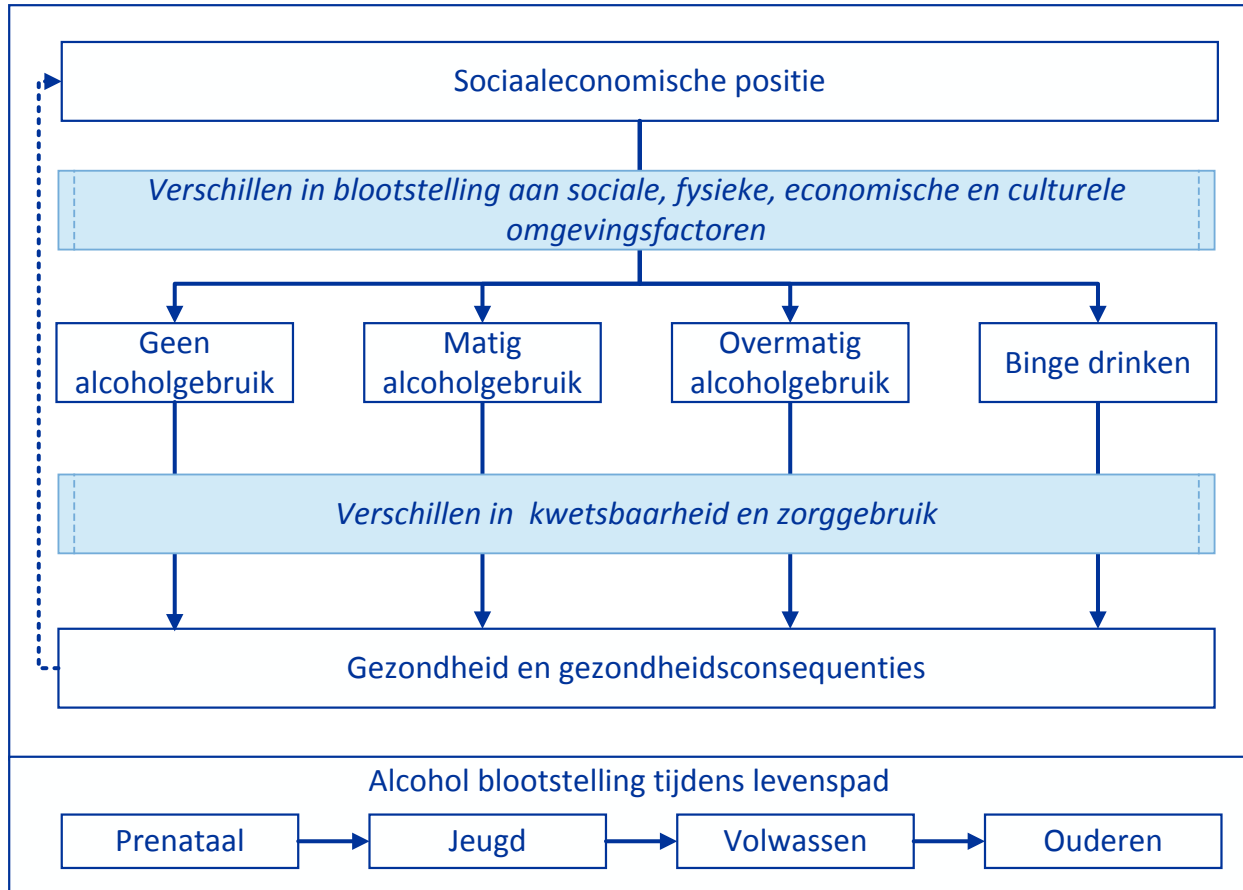 Sociaaleconomische positie
Verschillen in blootstelling aan sociale, fysieke, economische en culturele
omgevingsfactoren
Geen
alcoholgebruik
Matig
alcoholgebruik
Overmatig
alcoholgebruik
Binge drinken
Verschillen in kwetsbaarheid en zorggebruik
Gezondheid en gezondheidsconsequenties
Alcohol blootstelling tijdens levenspad
Prenataal
Jeugd
Volwassen
Ouderen